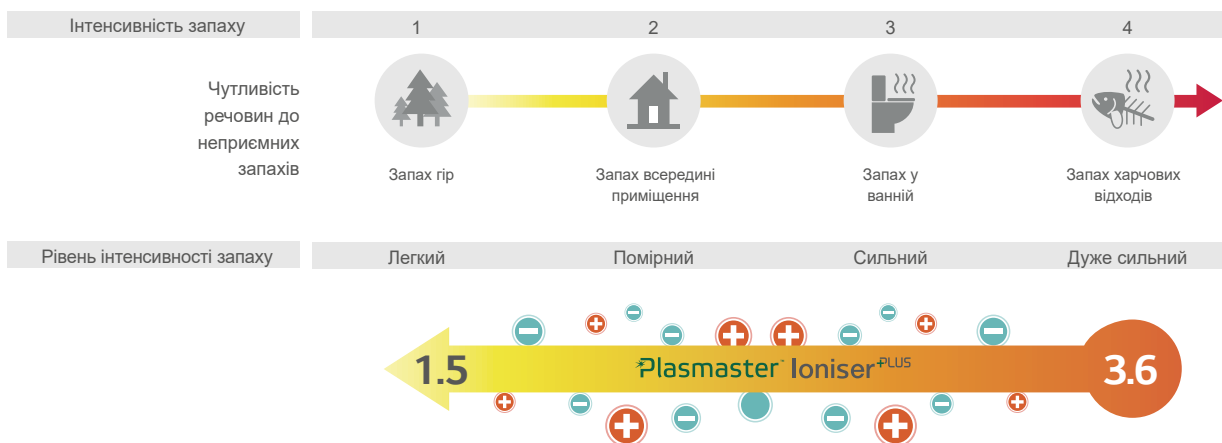 Інтенсивність запаху 1 2 3 4
Чутливість
речовин до
неприємних
запахів
Запах гір
Запах всередині
приміщення
Запах у
ванній
Запах харчових
відходів
Рівень інтенсивності запаху Легкий Помірний Сильний Дуже сильний
1.5 Plasmaster™ Ioniser+PLUS 3.6